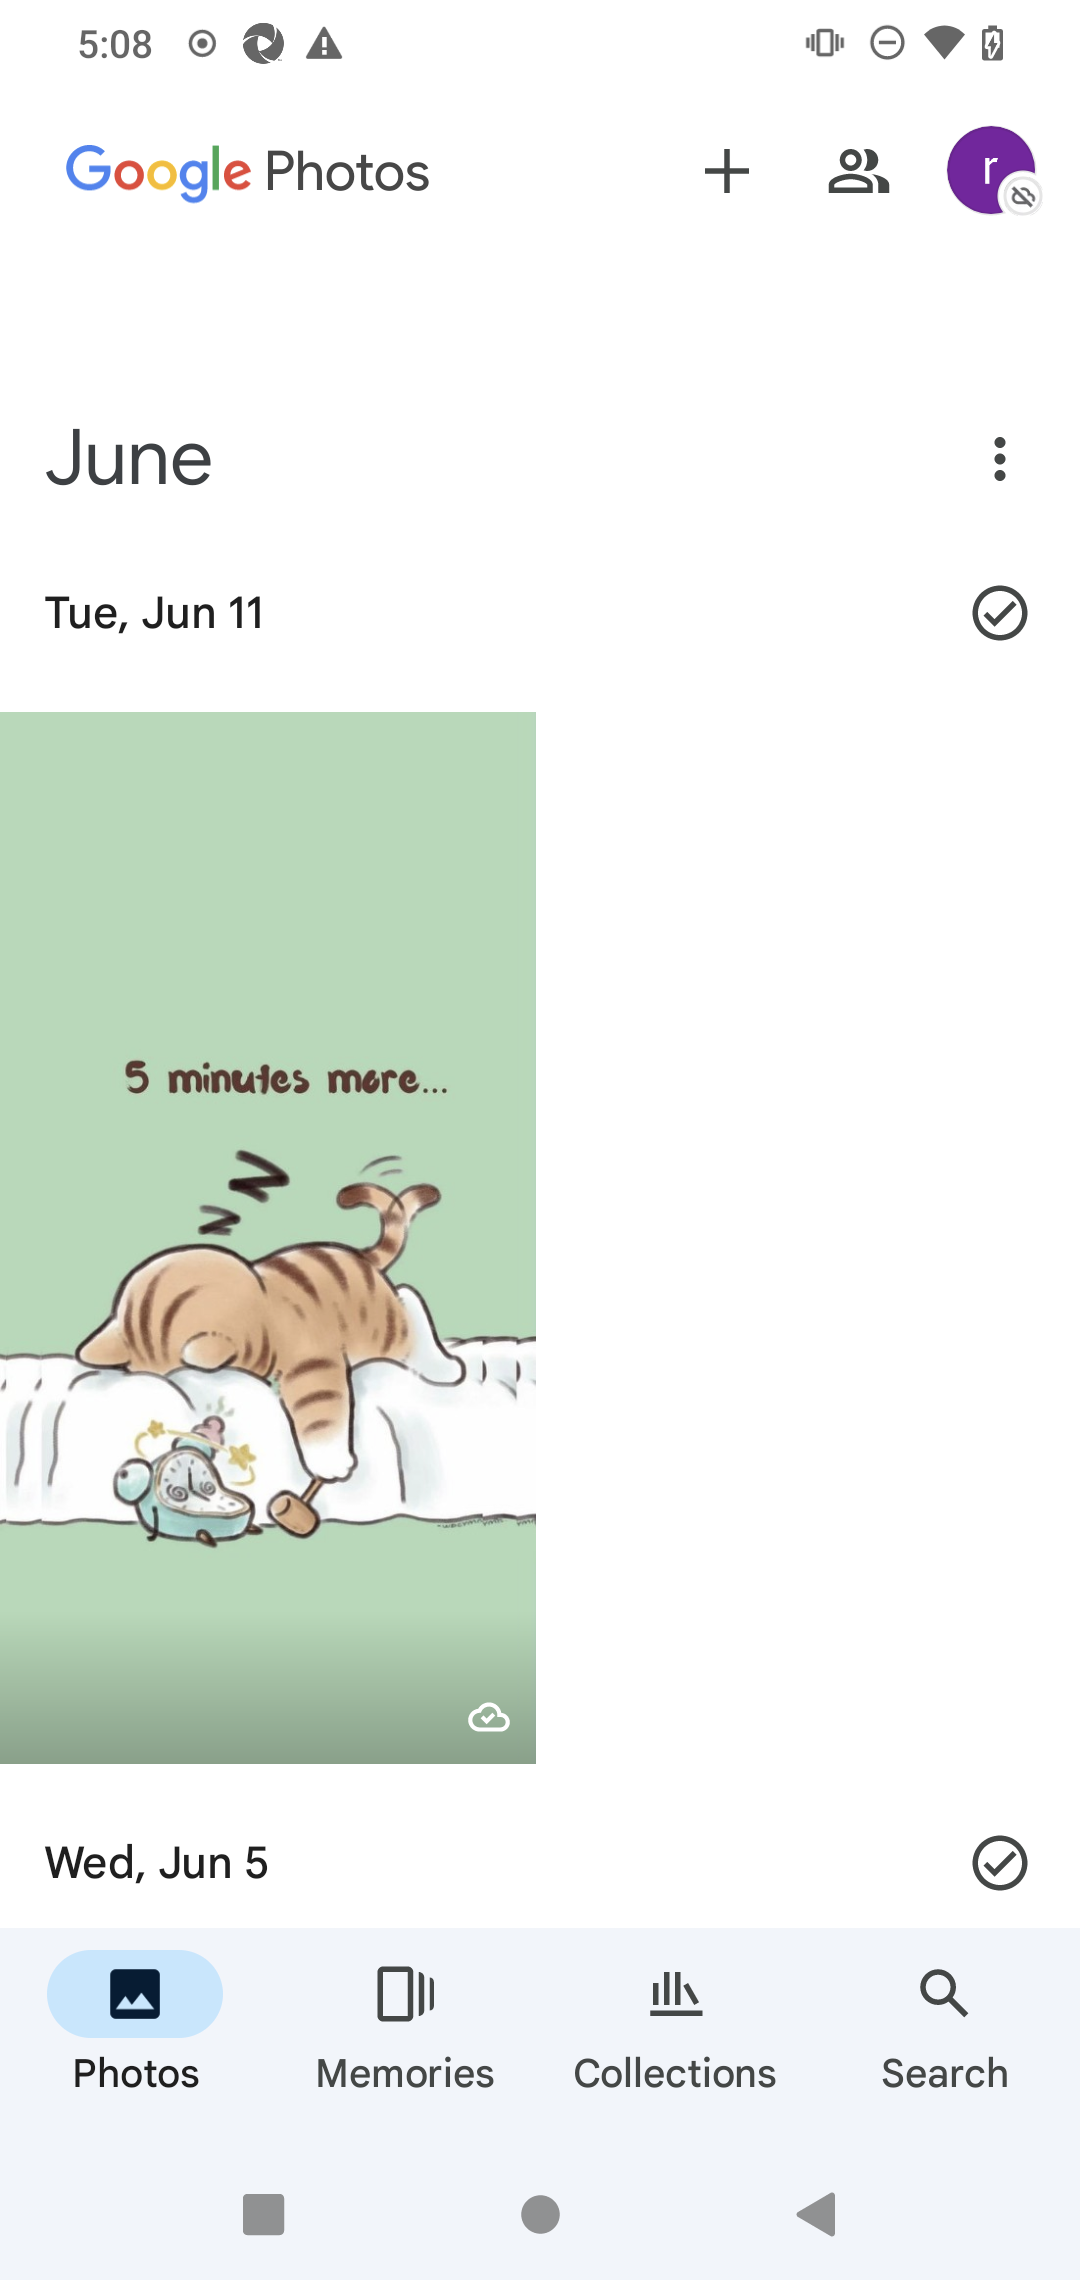 5:08
Google Photos
r
June
Tue, Jun 11
5 minutes more...
Wed, Jun 5
Photos
Memories
Collections
Search